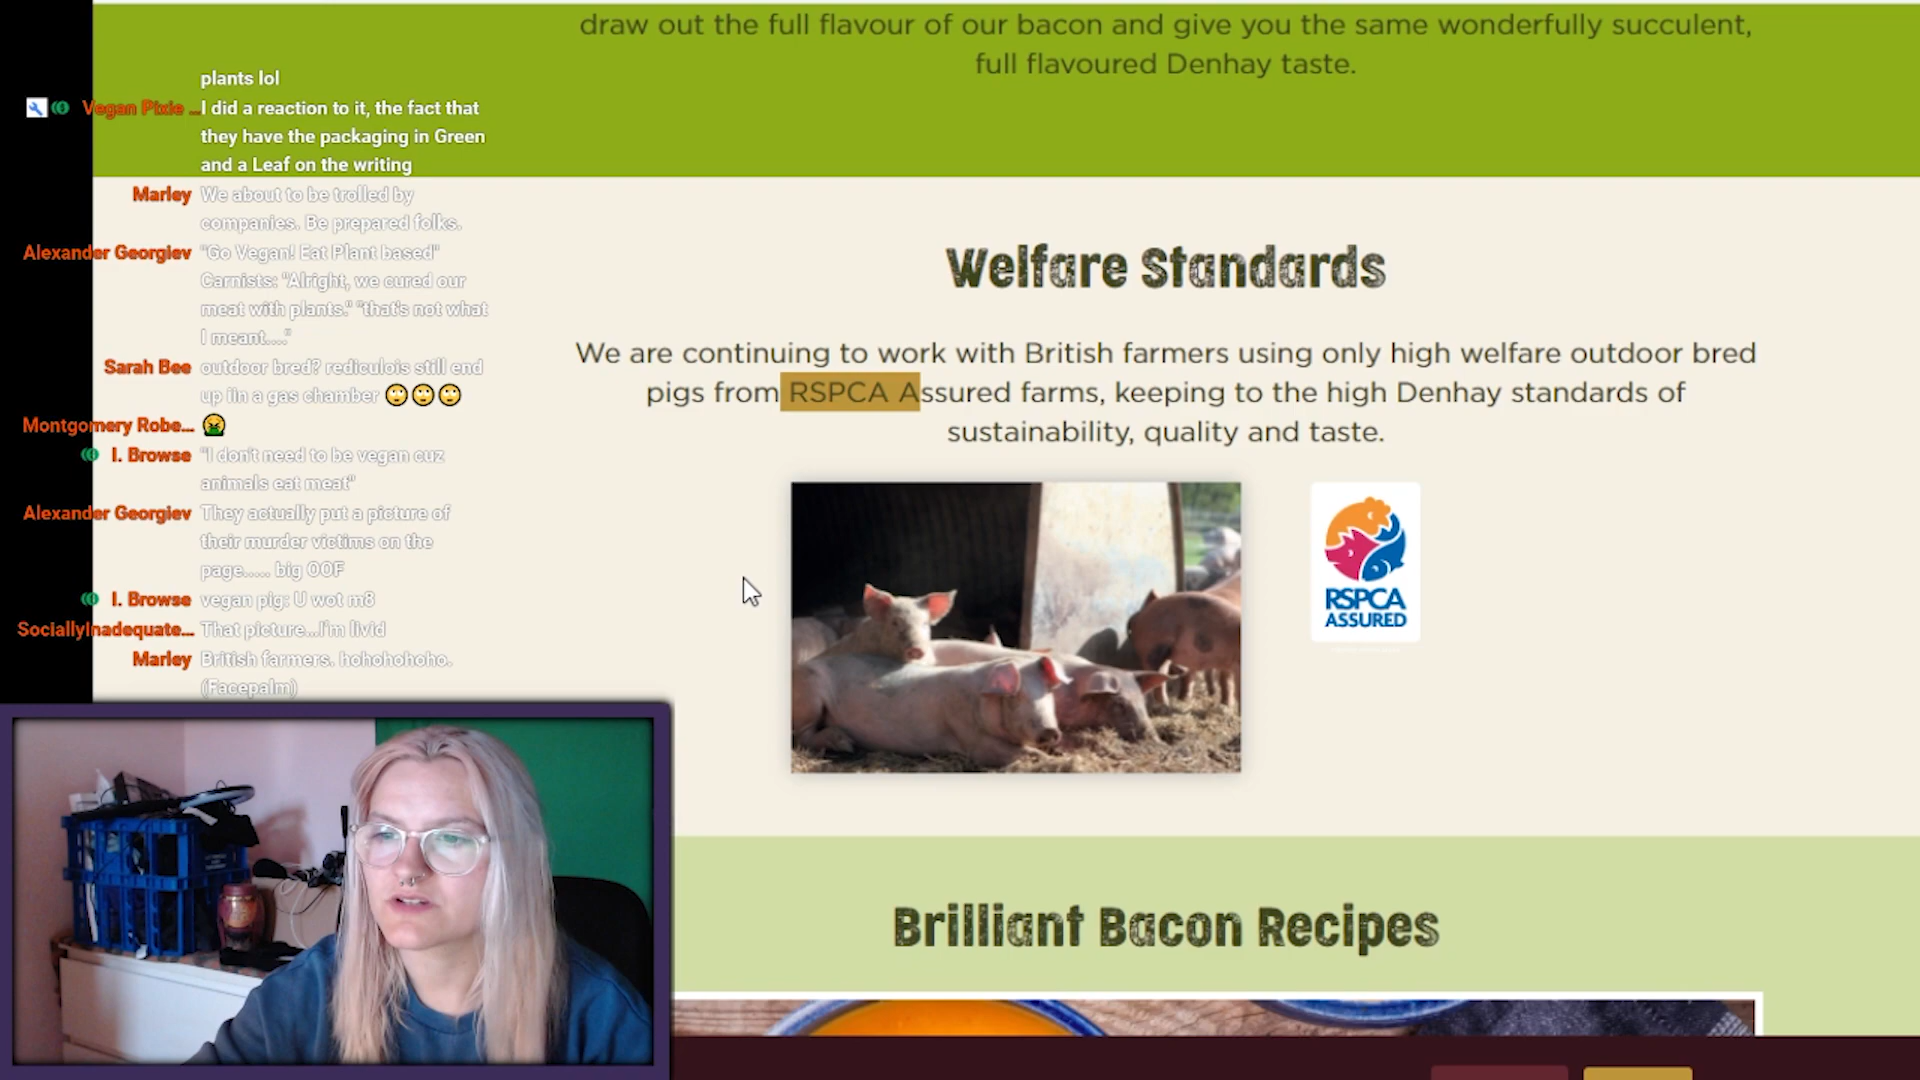 draw out the full flavour of our bacon and give you the same wonderfully succulent,
full flavoured Denhay taste.
plants lol
Vegan Pixie ... I did a reaction to it, the fact that
they have the packaging in Green
and a Leaf on the writing
Marley We about to be trolled by
companies. Be prepared folks.
Alexander Georgiev "Go Vegan! Eat Plant based"
Carnists: "Alright, we cured our
meat with plants." "that's not what
I meant...."
Sarah Bee outdoor bred? rediculois still end
up iin a gas chamber 🙄🙄🙄
Montgomery Robe... 🤮
I. Browse "I don't need to be vegan cuz
animals eat meat"
Alexander Georgiev They actually put a picture of
their murder victims on the
page..... big OOF
I. Browse vegan pig: U wot m8
SociallyInadequate... That picture...I'm livid
Marley British farmers. hohohohoho.
(Facepalm)
Welfare Standards
We are continuing to work with British farmers using only high welfare outdoor bred
pigs from RSPCA Assured farms, keeping to the high Denhay standards of
sustainability, quality and taste.
RSPCA
ASSURED
Brilliant Bacon Recipes